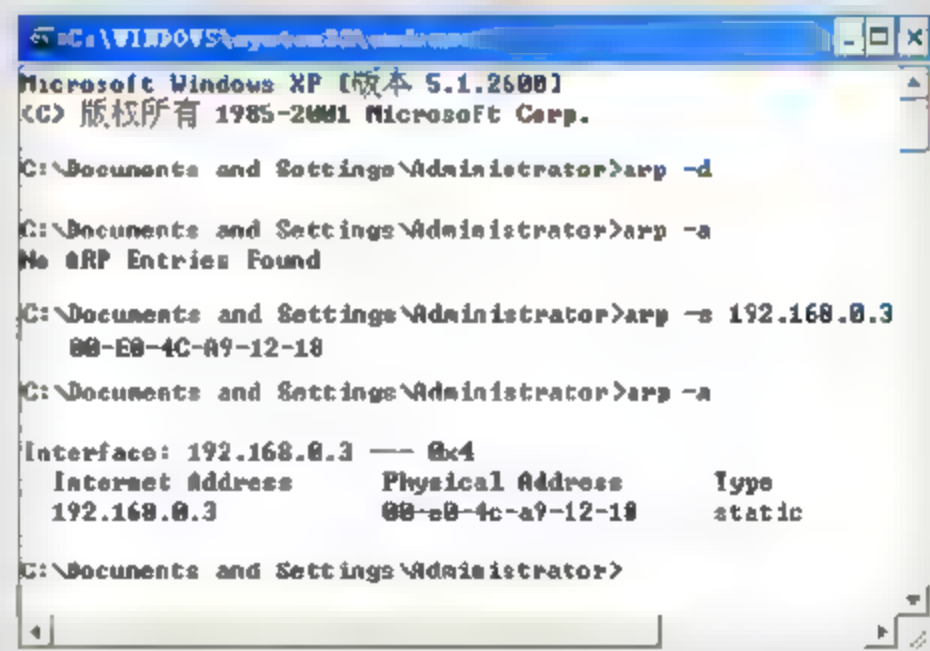 C:\WINDOWS\system32\
Microsoft Windows XP [版本 5.1.2600]
(C) 版权所有 1985-2001 Microsoft Corp.
C:\Documents and Settings\Administrator>arp -d
C:\Documents and Settings\Administrator>arp -a
No ARP Entries Found
C:\Documents and Settings\Administrator>arp -s 192.168.0.3
00-E0-4C-A9-12-18
C:\Documents and Settings\Administrator>arp -a
Interface: 192.168.0.3 --- 0x4
Internet Address Physical Address Type
192.168.0.3 00-e0-4c-a9-12-18 static
C:\Documents and Settings\Administrator>